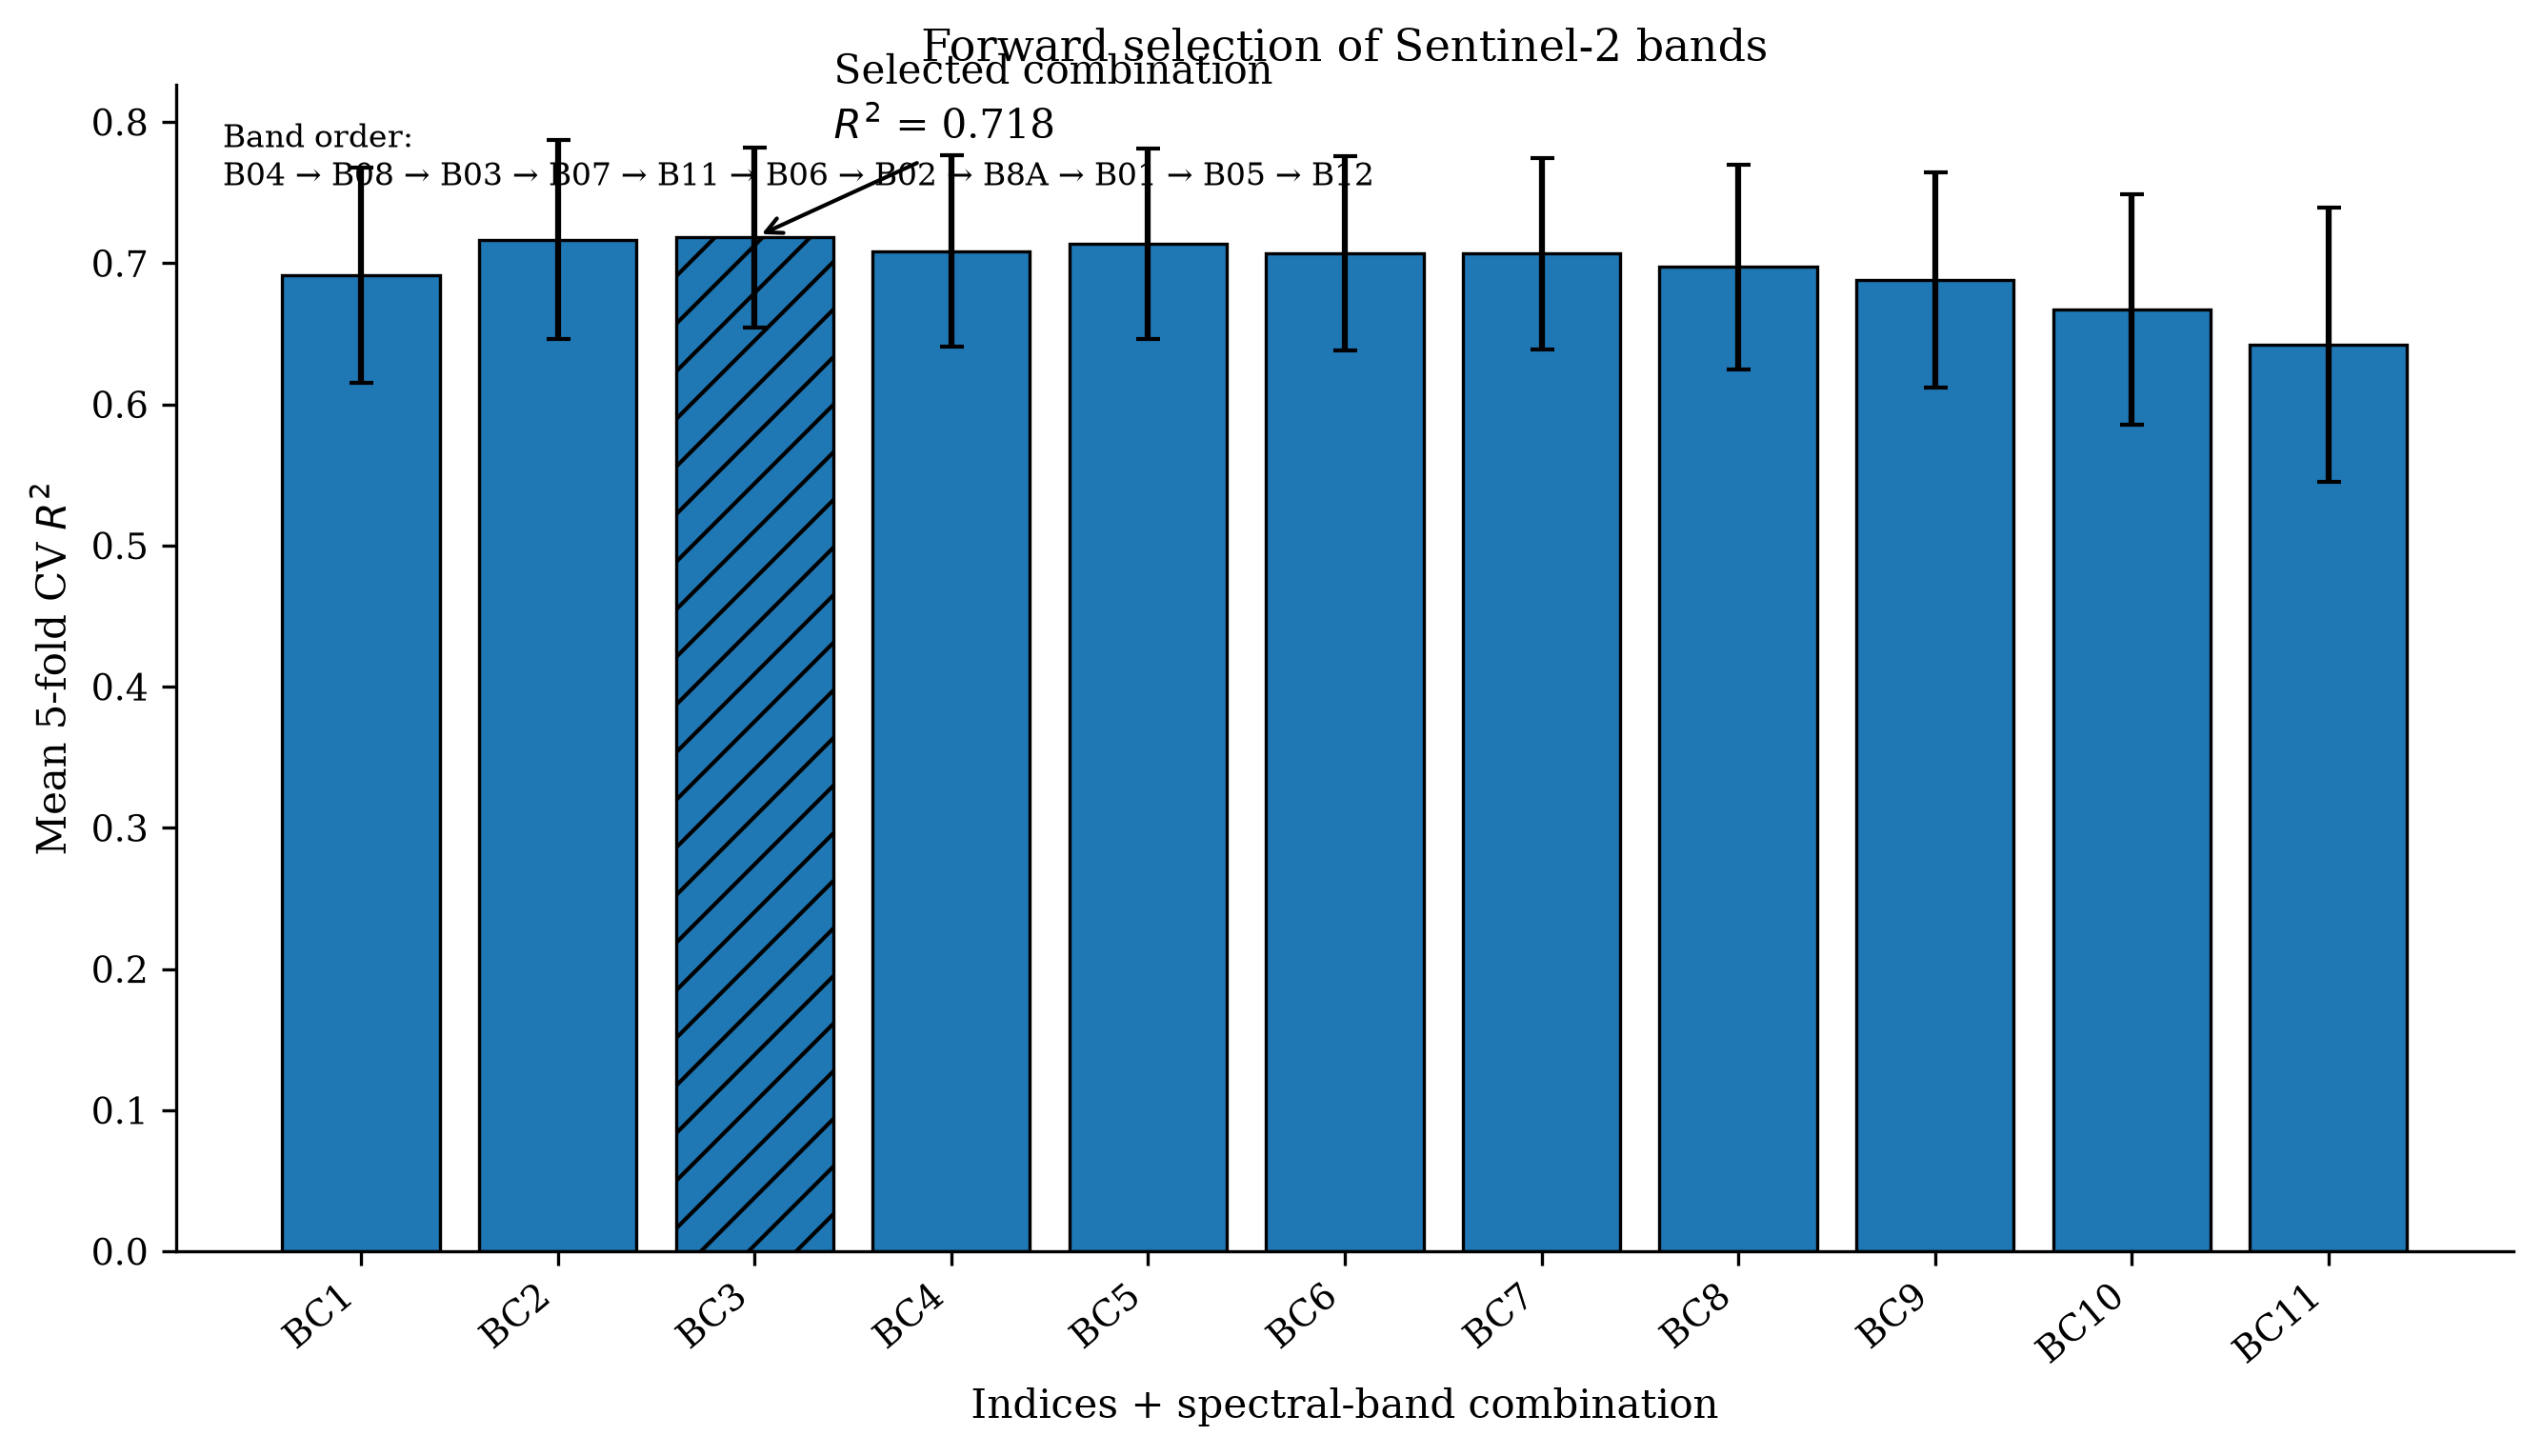 Forward selection of Sentinel-2 bands
Selected combination
R² = 0.718
Band order:
B04 → B08 → B03 → B07 → B11 → B06 → B02 → B8A → B01 → B05 → B12
Mean 5-fold CV R²
0.8
0.7
0.6
0.5
0.4
0.3
0.2
0.1
0.0
BC1
BC2
BC3
BC4
BC5
BC6
BC7
BC8
BC9
BC10
BC11
Indices + spectral-band combination